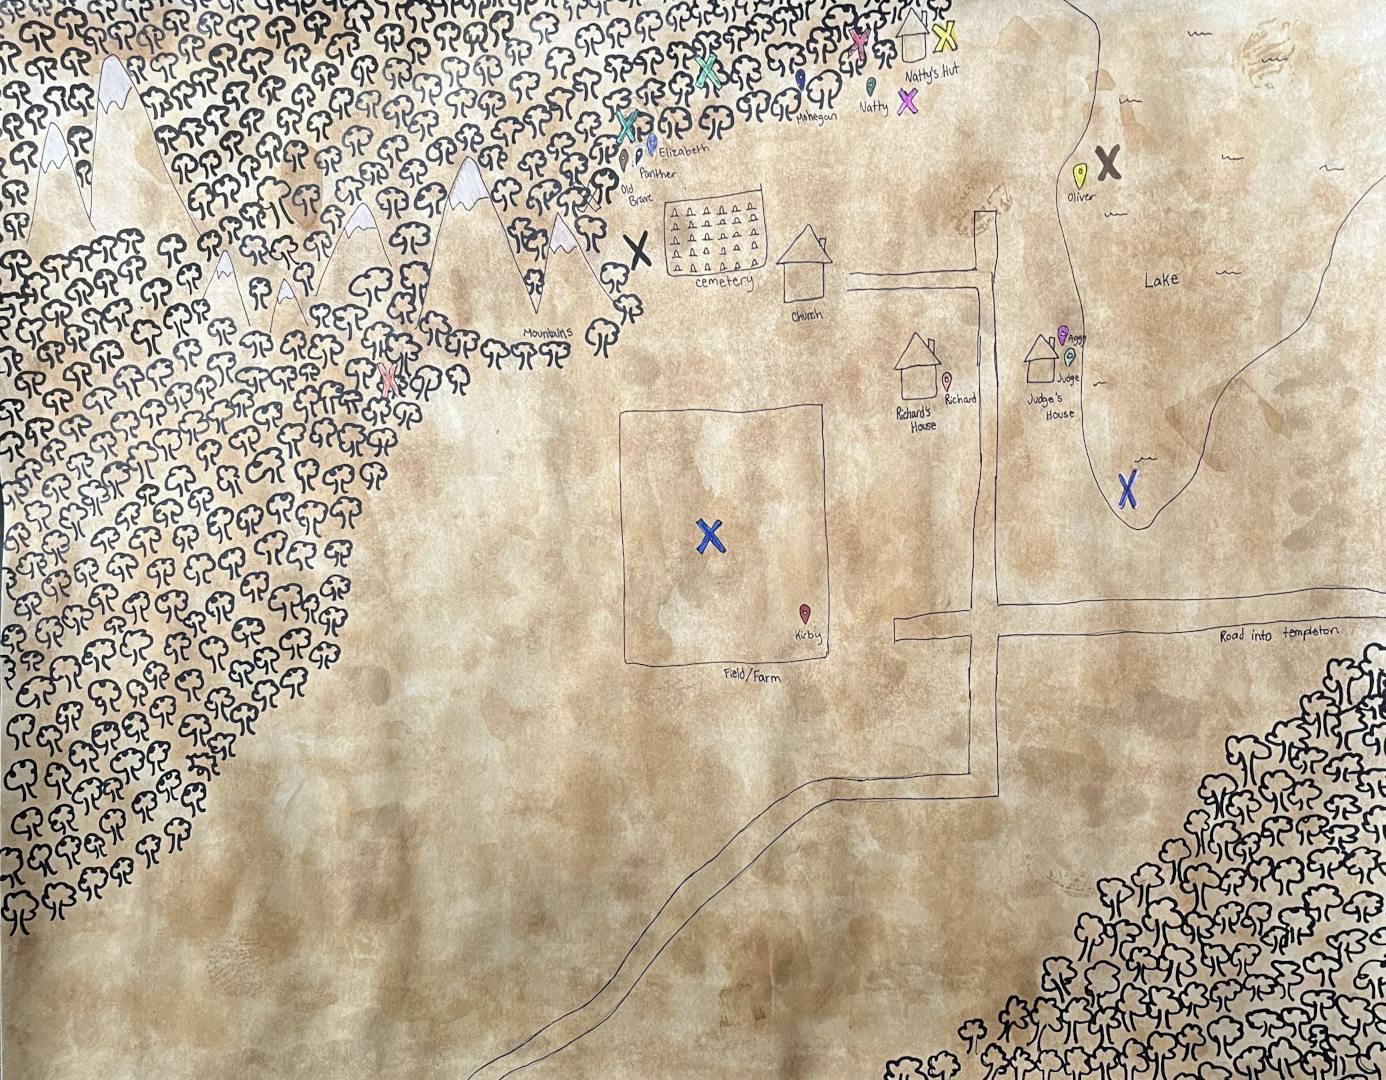 Natty's Hut
Mohegan
Natty
Elizabeth
Panther
Old
Brave
Oliver
cemetery
Church
Lake
Mountains
Aggy
Judge
Judge's
House
Richard
Richard's
House
Kirby
Field/Farm
Road into templeton